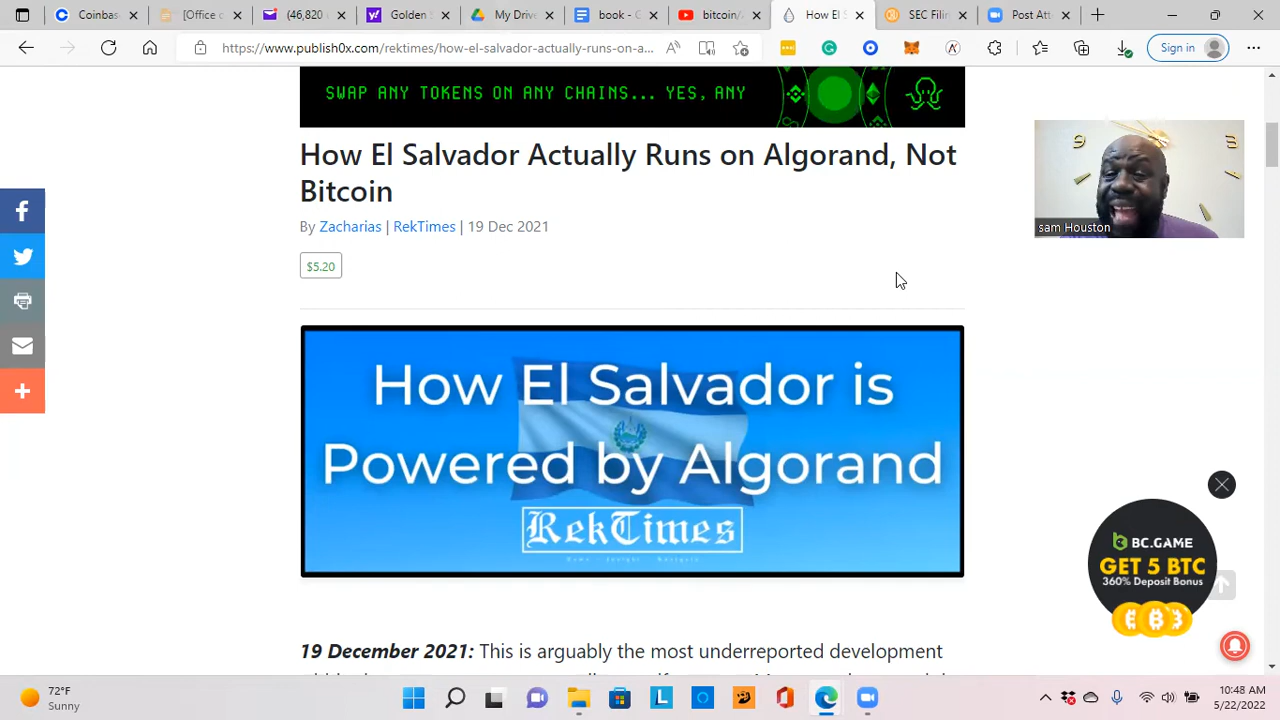 Coinbas
[Office c
(46,820
Golden
My Drive
book - G
bitcoin/
How El S
SEC Filin
Post Atte
https://www.publish0x.com/rektimes/how-el-salvador-actually-runs-on-a...
Sign in
SWAP ANY TOKENS ON ANY CHAINS... YES, ANY
How El Salvador Actually Runs on Algorand, Not
Bitcoin
By Zacharias | RekTimes | 19 Dec 2021
$5.20
sam Houston
How El Salvador is
Powered by Algorand
RekTimes
BC.GAME
GET 5 BTC
360% Deposit Bonus
19 December 2021: This is arguably the most underreported development
72°F
Sunny
10:48 AM
5/22/2022